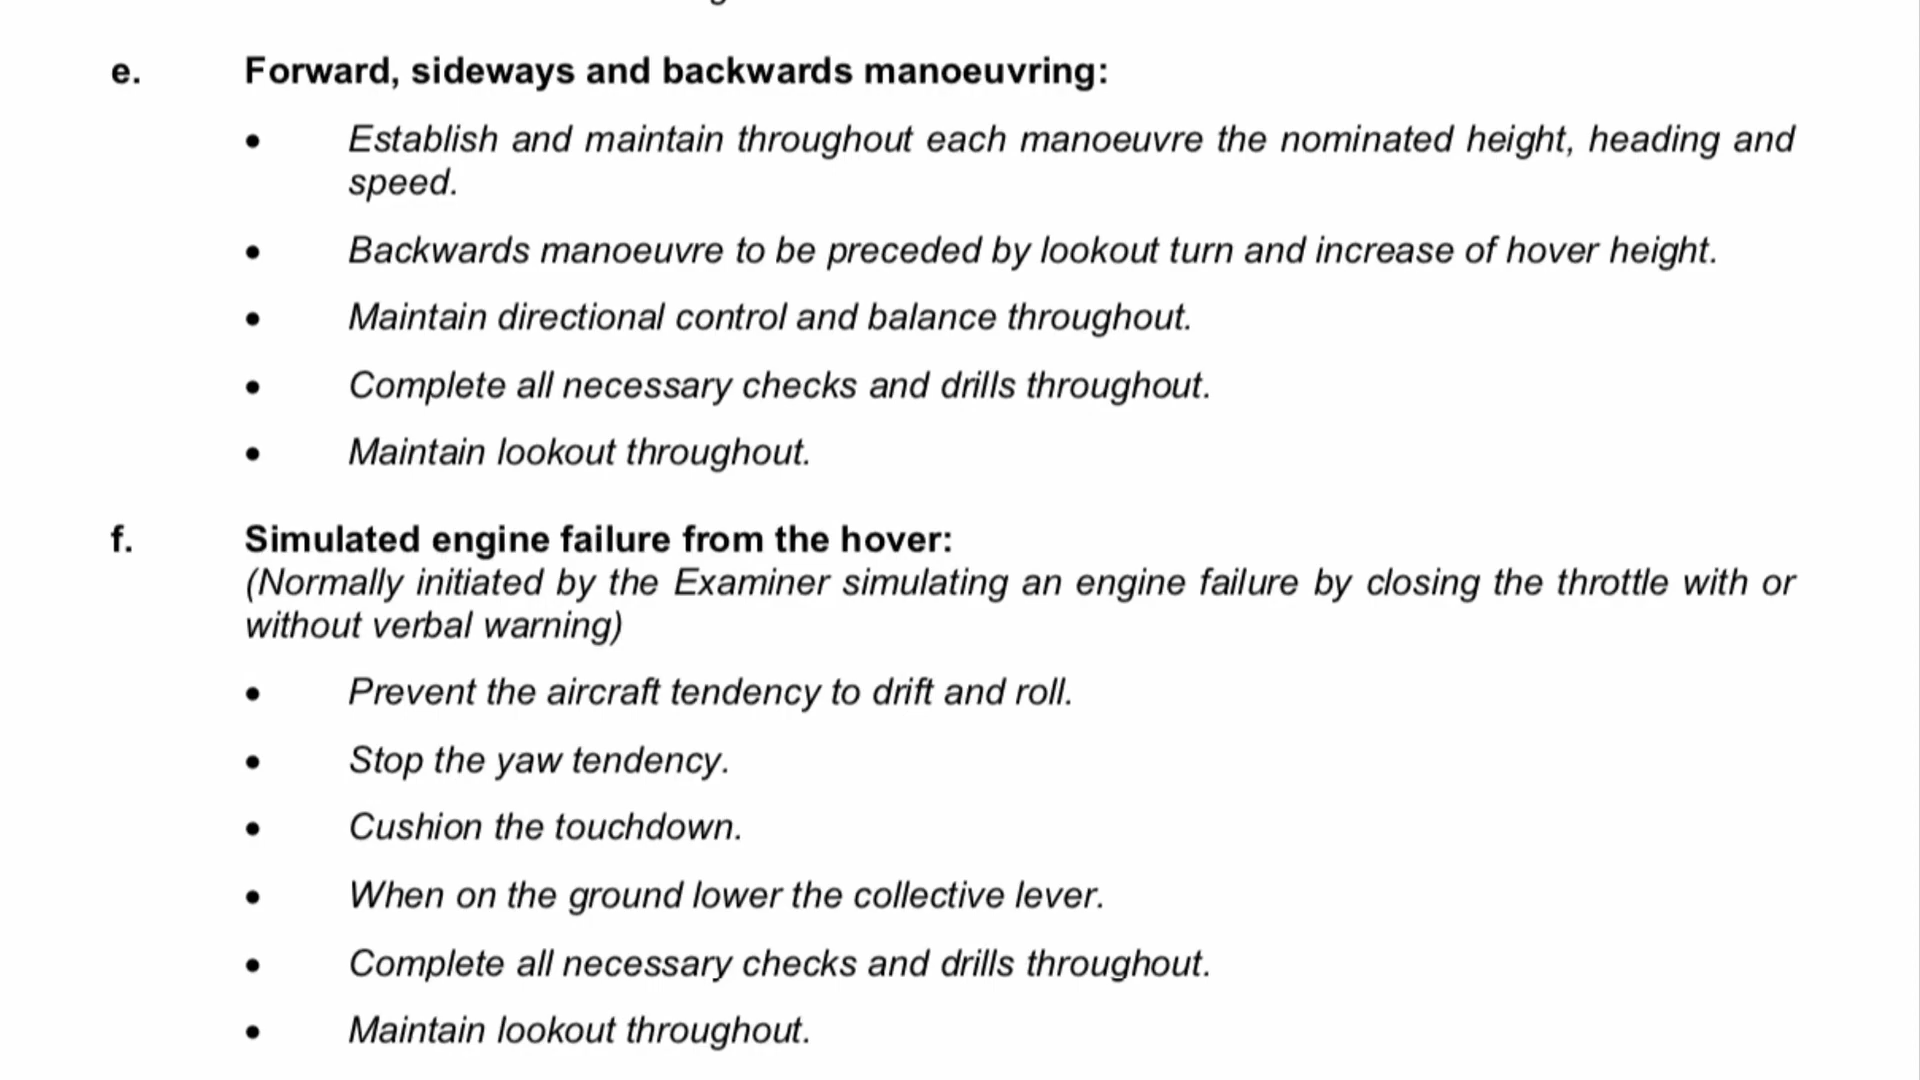 e. Forward, sideways and backwards manoeuvring:
• Establish and maintain throughout each manoeuvre the nominated height, heading and
speed.
• Backwards manoeuvre to be preceded by lookout turn and increase of hover height.
• Maintain directional control and balance throughout.
• Complete all necessary checks and drills throughout.
• Maintain lookout throughout.
f. Simulated engine failure from the hover:
(Normally initiated by the Examiner simulating an engine failure by closing the throttle with or
without verbal warning)
• Prevent the aircraft tendency to drift and roll.
• Stop the yaw tendency.
• Cushion the touchdown.
• When on the ground lower the collective lever.
• Complete all necessary checks and drills throughout.
• Maintain lookout throughout.